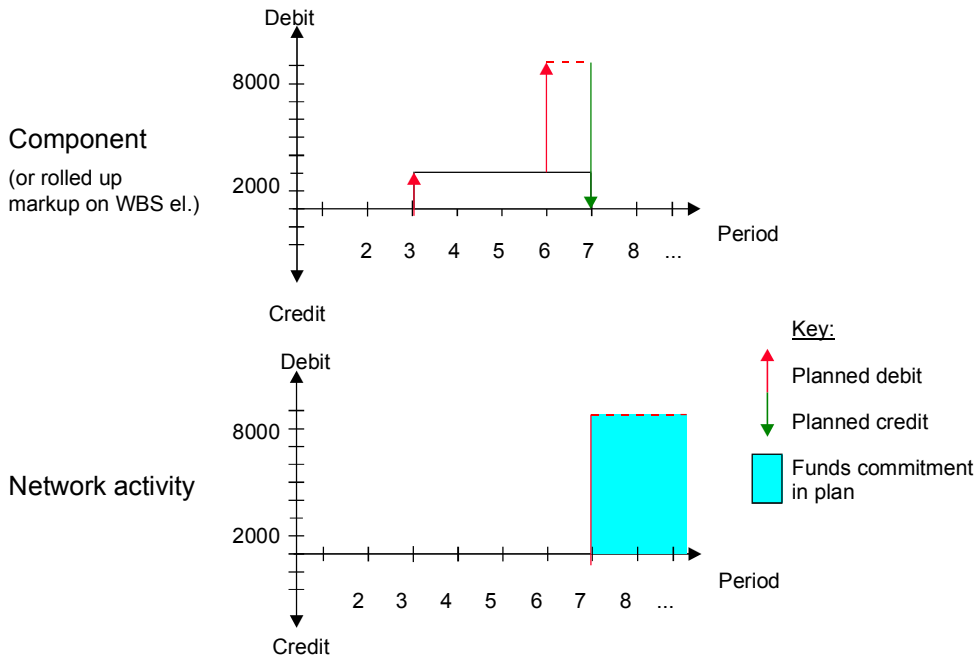 Debit
8000
Component
(or rolled up
markup on WBS el.)
2000
Period
2 3 4 5 6 7 8 ...
Credit
Key:
Debit
Planned debit
8000
Planned credit
Network activity
Funds commitment
in plan
2000
Period
2 3 4 5 6 7 8 ...
Credit